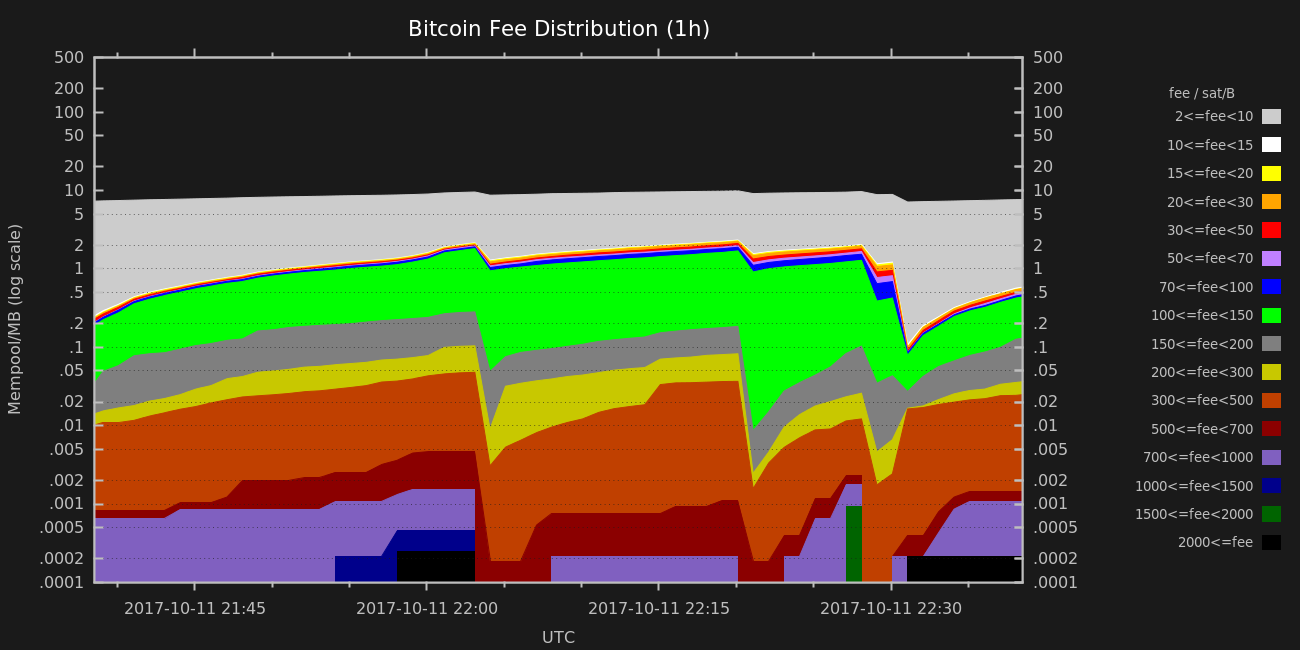 Bitcoin Fee Distribution (1h)
500
200
100
50
20
10
5
2
1
.5
.2
.1
.05
.02
.01
.005
.002
.001
.0005
.0002
.0001
Mempool/MB (log scale)
500
200
100
50
20
10
5
2
1
.5
.2
.1
.05
.02
.01
.005
.002
.001
.0005
.0002
.0001
2017-10-11 21:45
2017-10-11 22:00
2017-10-11 22:15
2017-10-11 22:30
UTC
fee / sat/B
2<=fee<10
10<=fee<15
15<=fee<20
20<=fee<30
30<=fee<50
50<=fee<70
70<=fee<100
100<=fee<150
150<=fee<200
200<=fee<300
300<=fee<500
500<=fee<700
700<=fee<1000
1000<=fee<1500
1500<=fee<2000
2000<=fee